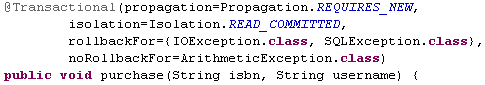 @Transactional(propagation=Propagation.REQUIRES_NEW,
isolation=Isolation.READ_COMMITTED,
rollbackFor={IOException.class, SQLException.class},
noRollbackFor=ArithmeticException.class)
public void purchase(String isbn, String username) {